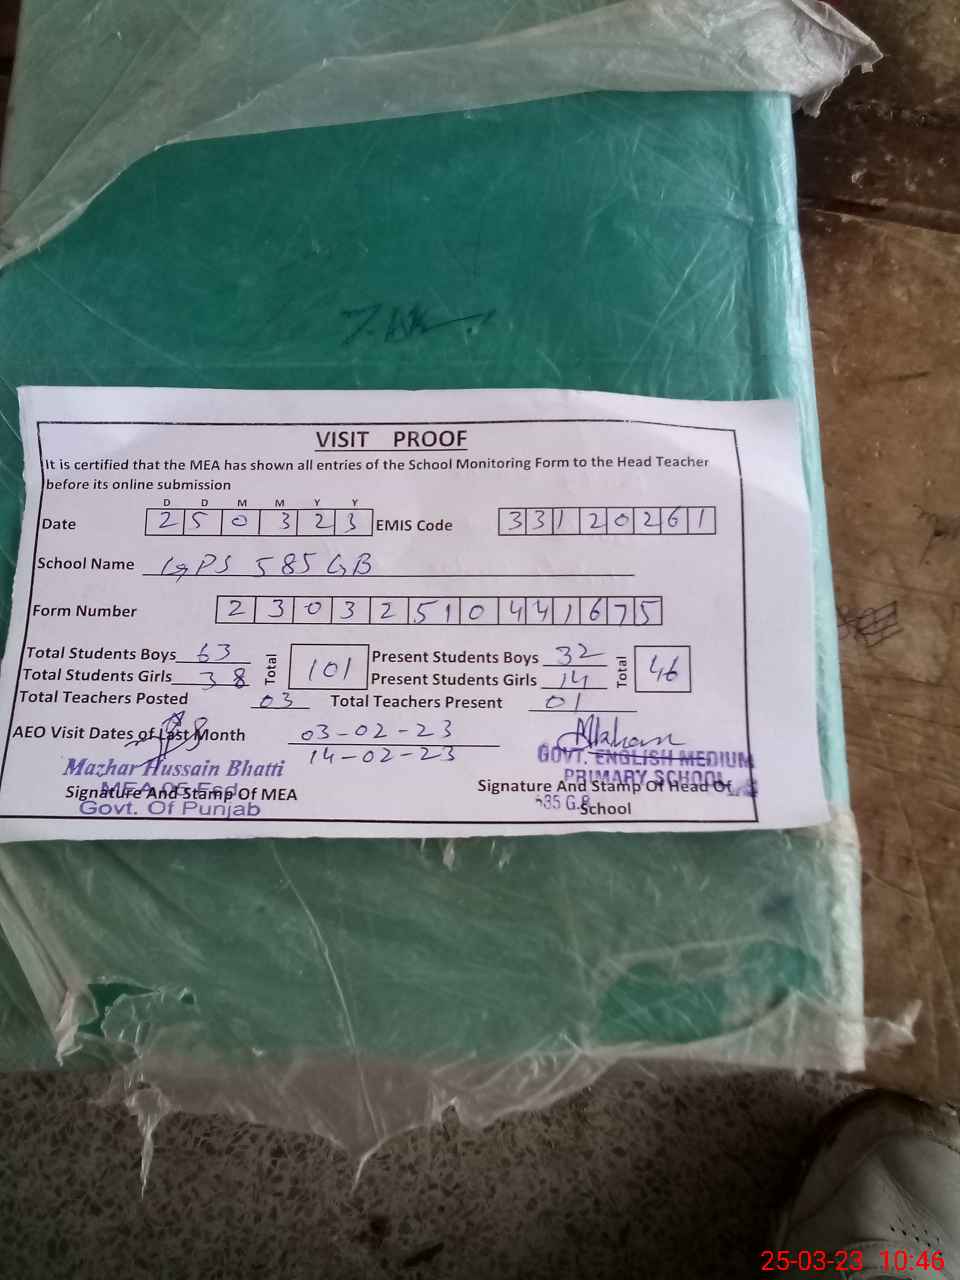 VISIT PROOF
It is certified that the MEA has shown all entries of the School Monitoring Form to the Head Teacher
before its online submission
D D M M Y Y
Date 2 5 0 3 2 3 EMIS Code 3 3 1 2 0 2 6 1
School Name GPS 585 GB
Form Number 2 3 0 3 2 5 1 0 4 4 1 6 7 5
Total Students Boys 63 Total 101 Present Students Boys 32 Total 46
Total Students Girls 38 Present Students Girls 14
Total Teachers Posted 03 Total Teachers Present 01
AEO Visit Dates of Last Month 03-02-23
14-02-23
Mazhar Hussain Bhatti
GOVT. ENGLISH MEDIUM
PRIMARY SCHOOL
Signature And Stamp Of MEA
Signature And Stamp Of Head Of
School
Govt. Of Punjab
25-03-23 10:46